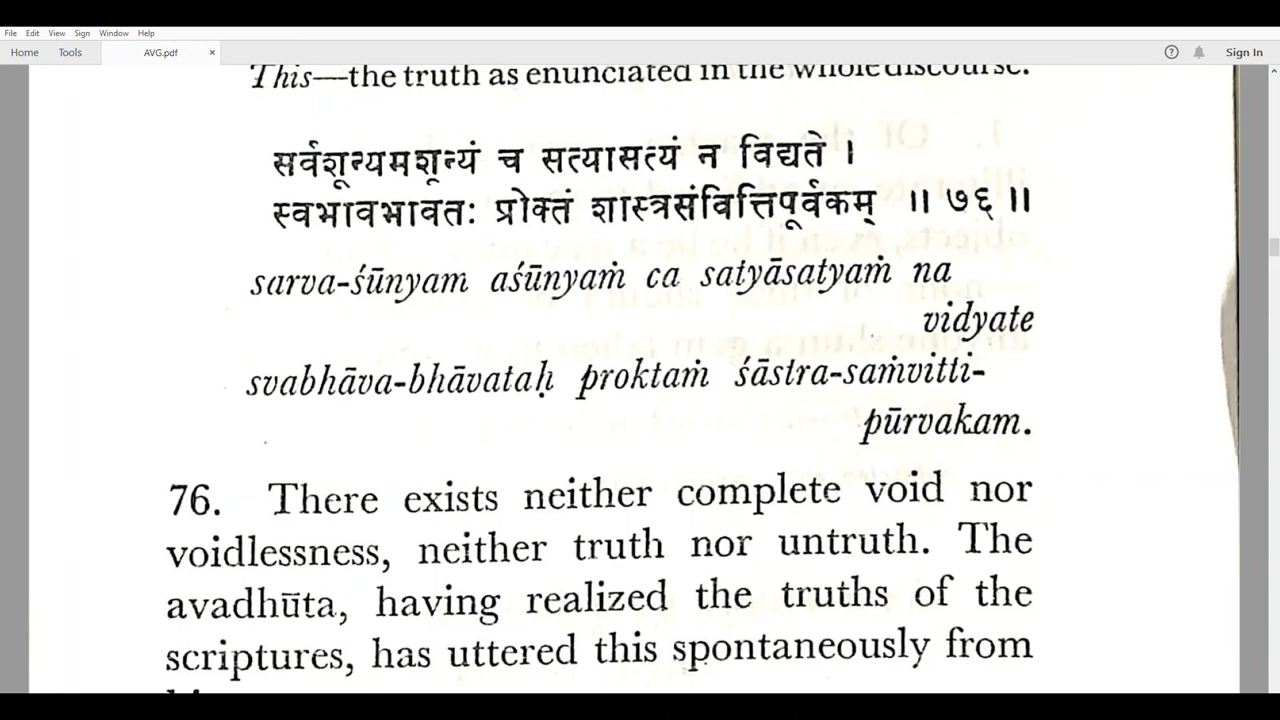 File Edit View Sign Window Help
Home Tools AVG.pdf × Sign In
This—the truth as enunciated in the whole discourse.
सर्वशून्यमशून्यं च सत्यासत्यं न विद्यते ।
स्वभावभावतः प्रोक्तं शास्त्रसंवित्तिपूर्वकम् ॥ ७६ ॥
sarva-śūnyam aśūnyaṁ ca satyāsatyaṁ na
vidyate
svabhāva-bhāvataḥ proktaṁ śāstra-saṁvitti-
pūrvakam.
76. There exists neither complete void nor
voidlessness, neither truth nor untruth. The
avadhūta, having realized the truths of the
scriptures, has uttered this spontaneously from